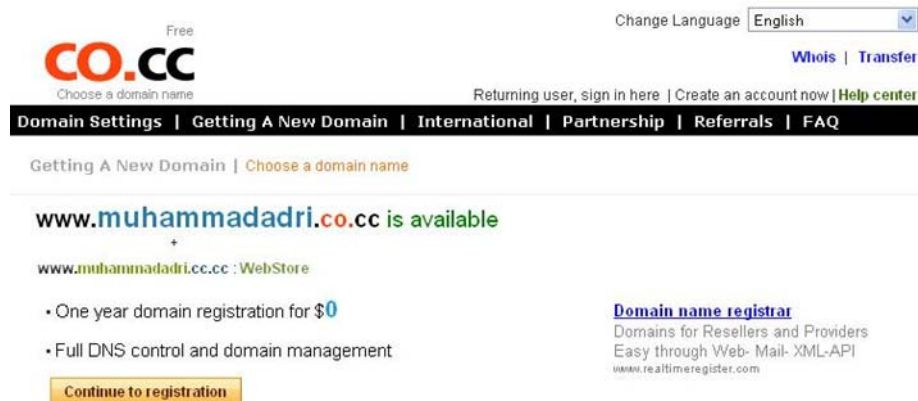 Change Language English
Free
CO.CC
Choose a domain name
Whois | Transfer
Returning user, sign in here | Create an account now | Help center
Domain Settings | Getting A New Domain | International | Partnership | Referrals | FAQ
Getting A New Domain | Choose a domain name
www.muhammadadri.co.cc is available
+
www.muhammadadri.cc.cc : WebStore
• One year domain registration for $0
• Full DNS control and domain management
Continue to registration
Domain name registrar
Domains for Resellers and Providers
Easy through Web- Mail- XML-API
www.realtimeregister.com